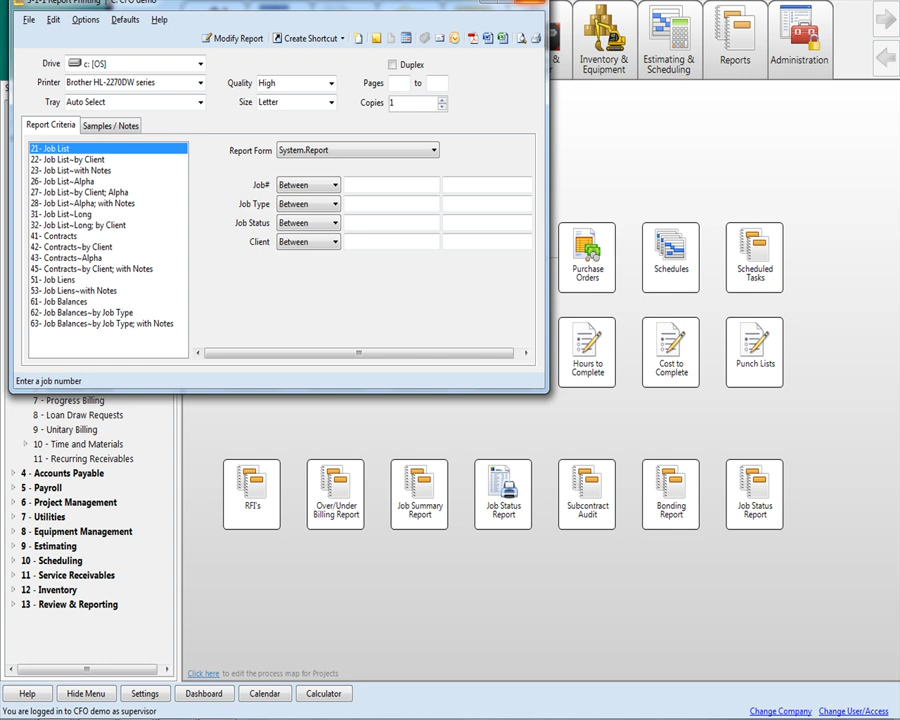 3-1-1 Report Printing
C: CFO demo
File Edit Options Defaults Help
Modify Report Create Shortcut
Drive c: [OS] Duplex
Printer Brother HL-2270DW series Quality High Pages to
Tray Auto Select Size Letter Copies 1
Report Criteria Samples / Notes
21- Job List
22- Job List~by Client
23- Job List~with Notes
26- Job List~Alpha
27- Job List~by Client; Alpha
28- Job List~Alpha; with Notes
31- Job List~Long
32- Job List~Long; by Client
41- Contracts
42- Contracts~by Client
43- Contracts~Alpha
45- Contracts~by Client; with Notes
51- Job Liens
53- Job Liens~with Notes
61- Job Balances
62- Job Balances~by Job Type
63- Job Balances~by Job Type; with Notes
Report Form System.Report
Job# Between
Job Type Between
Job Status Between
Client Between
Enter a job number
Inventory &
Equipment
Estimating &
Scheduling
Reports
Administration
Purchase
Orders
Schedules
Scheduled
Tasks
Hours to
Complete
Cost to
Complete
Punch Lists
7 - Progress Billing
8 - Loan Draw Requests
9 - Unitary Billing
10 - Time and Materials
11 - Recurring Receivables
4 - Accounts Payable
5 - Payroll
6 - Project Management
7 - Utilities
8 - Equipment Management
9 - Estimating
10 - Scheduling
11 - Service Receivables
12 - Inventory
13 - Review & Reporting
RFI's
Over/Under
Billing Report
Job Summary
Report
Job Status
Report
Subcontract
Audit
Bonding
Report
Job Status
Report
Click here to edit the process map for Projects
Help Hide Menu Settings Dashboard Calendar Calculator
You are logged in to CFO demo as supervisor
Change Company Change User/Access